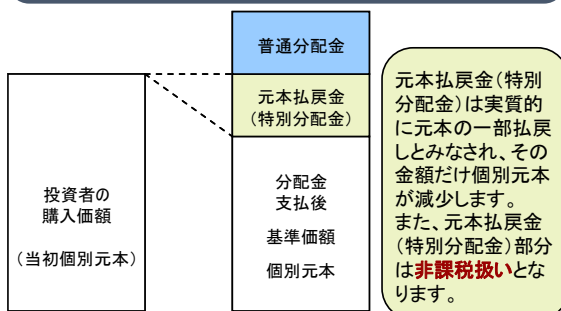 普通分配金
元本払戻金
（特別分配金）
投資者の
購入価額
（当初個別元本）
分配金
支払後
基準価額
個別元本
元本払戻金（特別
分配金）は実質的
に元本の一部払戻
しとみなされ、その
金額だけ個別元本
が減少します。
また、元本払戻金
（特別分配金）部分
は非課税扱いとな
ります。